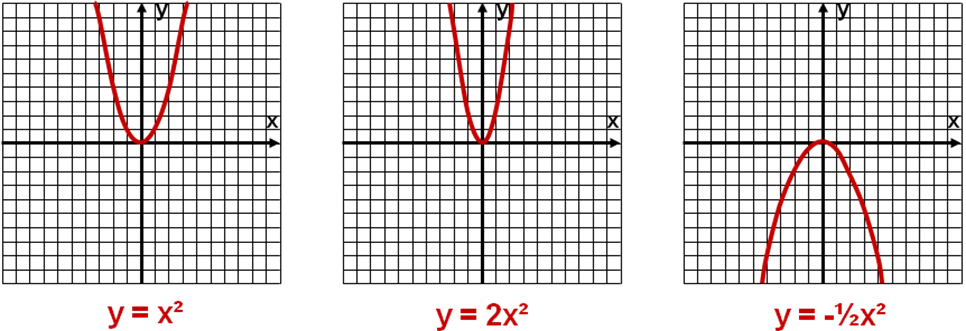 y
x
y
x
y
x
y = x²
y = 2x²
y = -½x²